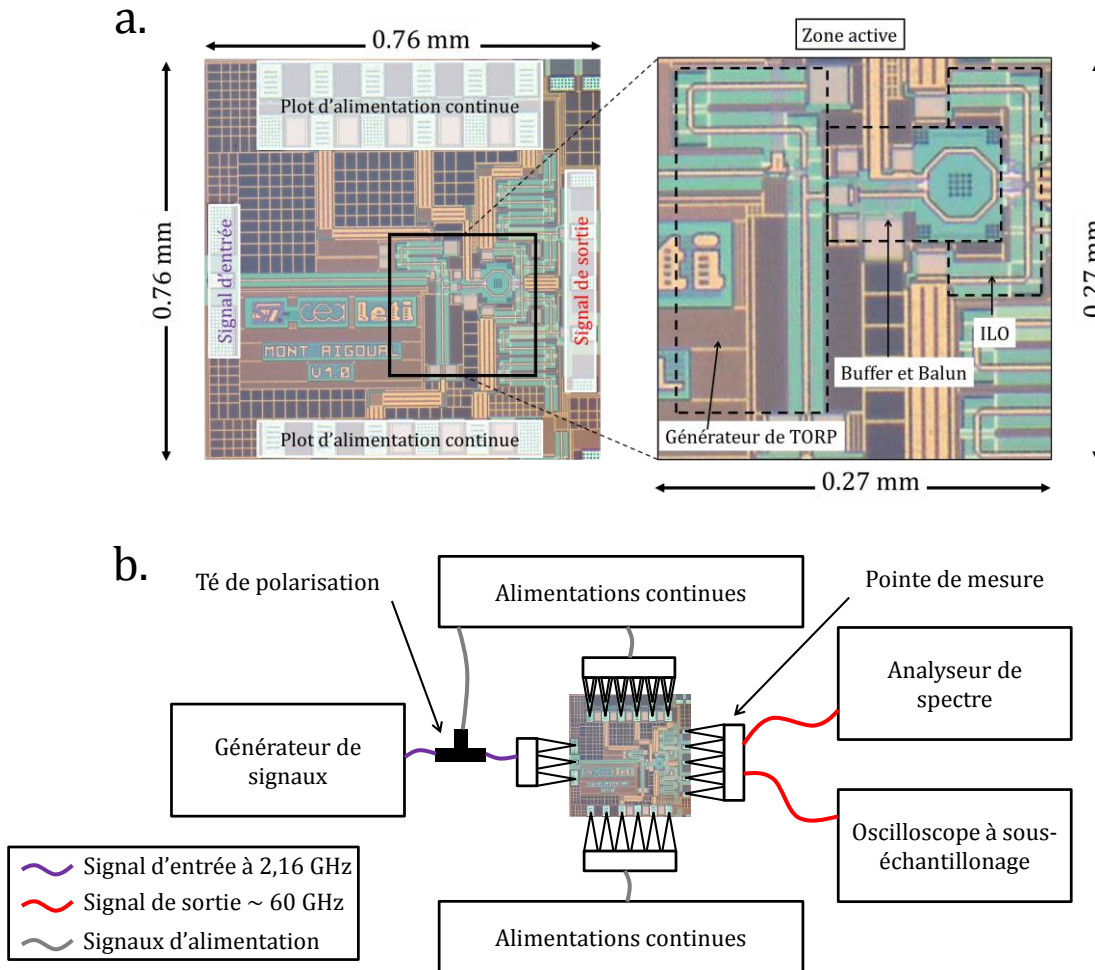 a.
0.76 mm
0.76 mm
Plot d'alimentation continue
Signal d'entrée
Signal de sortie
leti
MONT AIGOUAL
V1.0
Plot d'alimentation continue
Zone active
0.27 mm
ILO
Buffer et Balun
Générateur de TORP
0.27 mm
b.
Té de polarisation
Alimentations continues
Pointe de mesure
Générateur de
signaux
Analyseur de
spectre
Oscilloscope à sous-
échantillonage
Signal d'entrée à 2,16 GHz
Signal de sortie ~ 60 GHz
Signaux d'alimentation
Alimentations continues